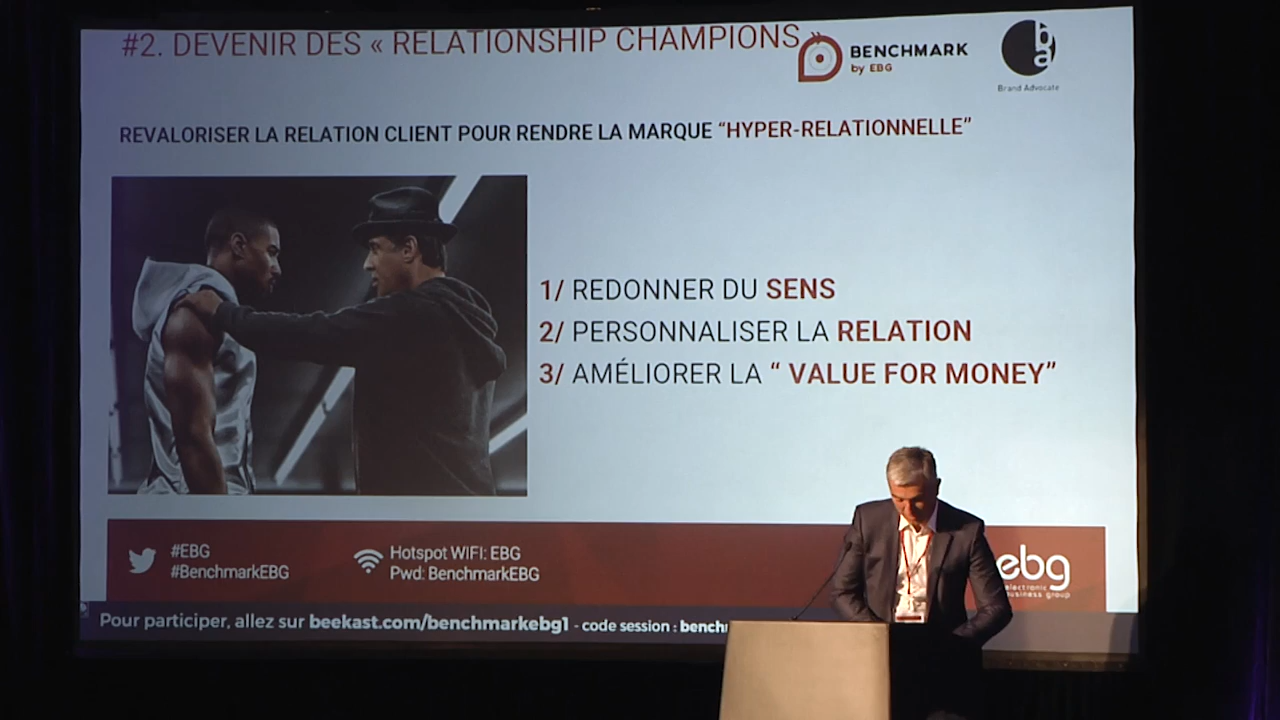 #2. DEVENIR DES « RELATIONSHIP CHAMPIONS »
BENCHMARK
by EBG
ba
Brand Advocate
REVALORISER LA RELATION CLIENT POUR RENDRE LA MARQUE “HYPER-RELATIONNELLE”
1/ REDONNER DU SENS
2/ PERSONNALISER LA RELATION
3/ AMÉLIORER LA “ VALUE FOR MONEY”
#EBG
#BenchmarkEBG
Hotspot WIFI: EBG
Pwd: BenchmarkEBG
ebg
electronic
business group
Pour participer, allez sur beekast.com/benchmarkebg1 - code session :